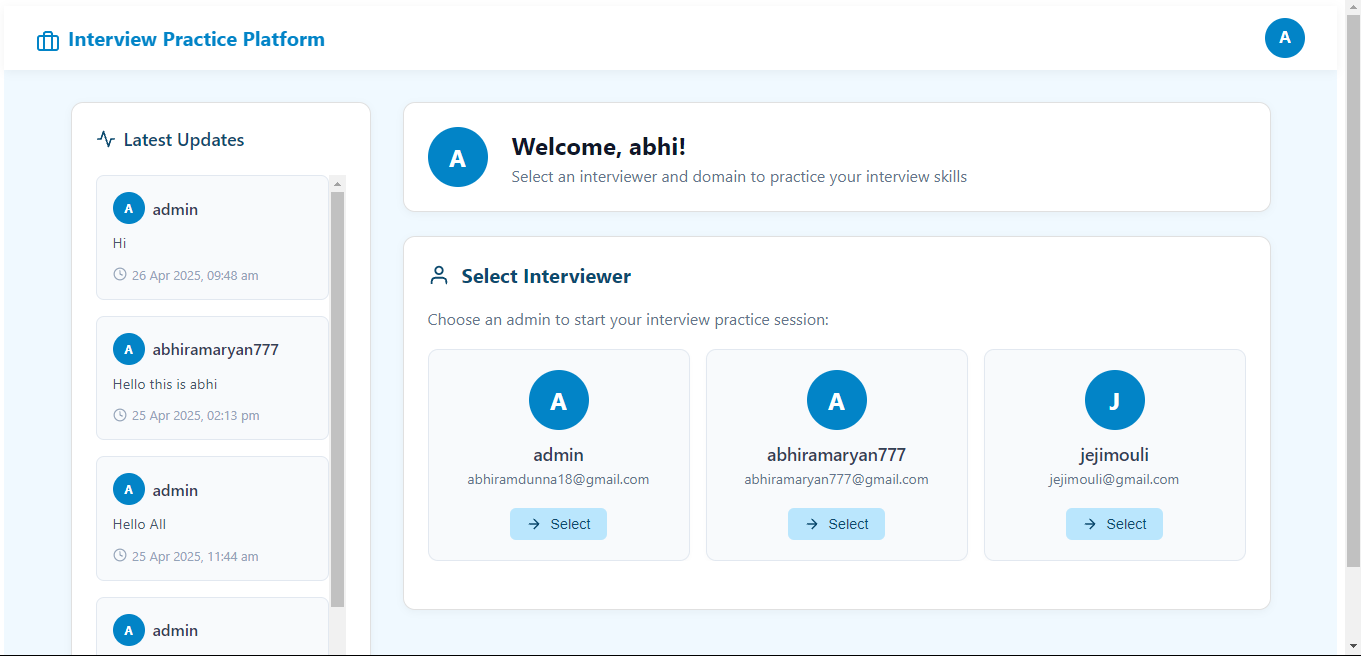 Interview Practice Platform
A
Latest Updates
A admin
Hi
26 Apr 2025, 09:48 am
A abhiramaryan777
Hello this is abhi
25 Apr 2025, 02:13 pm
A admin
Hello All
25 Apr 2025, 11:44 am
A admin
A
Welcome, abhi!
Select an interviewer and domain to practice your interview skills
Select Interviewer
Choose an admin to start your interview practice session:
A
admin
abhiramdunna18@gmail.com
Select
A
abhiramaryan777
abhiramaryan777@gmail.com
Select
J
jejimouli
jejimouli@gmail.com
Select